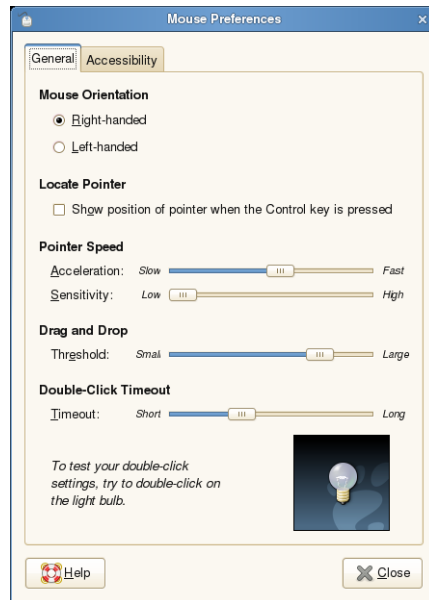 Mouse Preferences
General Accessibility
Mouse Orientation
Right-handed
Left-handed
Locate Pointer
Show position of pointer when the Control key is pressed
Pointer Speed
Acceleration: Slow Fast
Sensitivity: Low High
Drag and Drop
Threshold: Small Large
Double-Click Timeout
Timeout: Short Long
To test your double-click
settings, try to double-click on
the light bulb.
Help Close